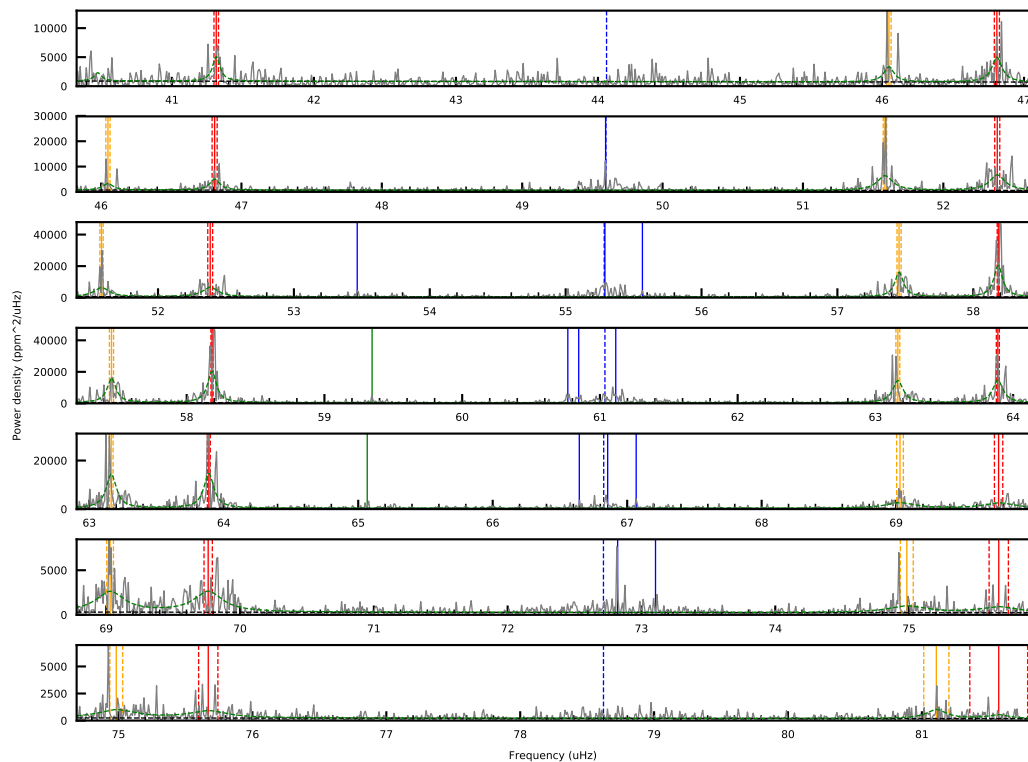 10000
5000
0
41 42 43 44 45 46 47
30000
20000
10000
0
46 47 48 49 50 51 52
40000
20000
0
52 53 54 55 56 57 58
Power density (ppm^2/uHz)
40000
20000
0
58 59 60 61 62 63 64
20000
0
63 64 65 66 67 68 69
5000
0
69 70 71 72 73 74 75
5000
2500
0
75 76 77 78 79 80 81
Frequency (uHz)